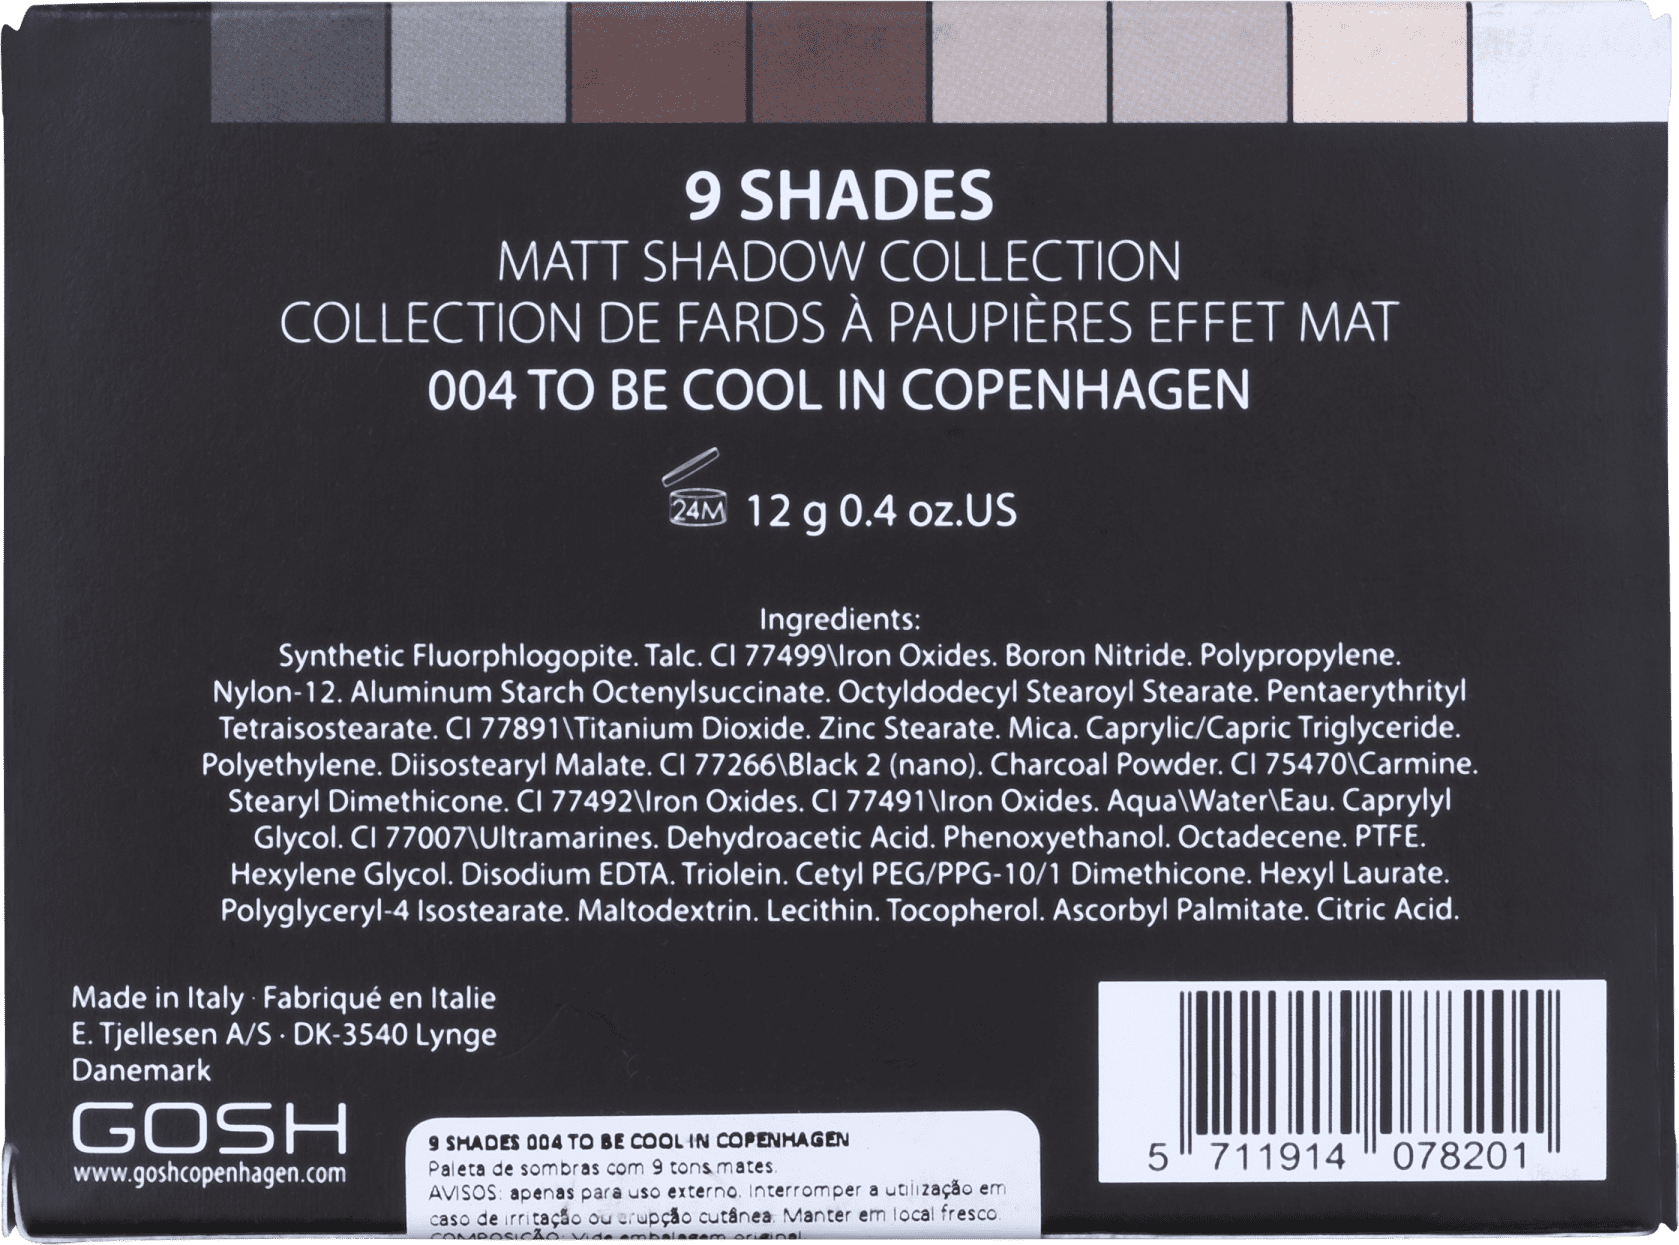 9 SHADES
MATT SHADOW COLLECTION
COLLECTION DE FARDS À PAUPIÈRES EFFET MAT
004 TO BE COOL IN COPENHAGEN
24M 12 g 0.4 oz.US
Ingredients:
Synthetic Fluorphlogopite. Talc. CI 77499\Iron Oxides. Boron Nitride. Polypropylene.
Nylon-12. Aluminum Starch Octenylsuccinate. Octyldodecyl Stearoyl Stearate. Pentaerythrityl
Tetraisostearate. CI 77891\Titanium Dioxide. Zinc Stearate. Mica. Caprylic/Capric Triglyceride.
Polyethylene. Diisostearyl Malate. CI 77266\Black 2 (nano). Charcoal Powder. CI 75470\Carmine.
Stearyl Dimethicone. CI 77492\Iron Oxides. CI 77491\Iron Oxides. Aqua\Water\Eau. Caprylyl
Glycol. CI 77007\Ultramarines. Dehydroacetic Acid. Phenoxyethanol. Octadecene. PTFE.
Hexylene Glycol. Disodium EDTA. Triolein. Cetyl PEG/PPG-10/1 Dimethicone. Hexyl Laurate.
Polyglyceryl-4 Isostearate. Maltodextrin. Lecithin. Tocopherol. Ascorbyl Palmitate. Citric Acid.
Made in Italy · Fabriqué en Italie
E. Tjellesen A/S · DK-3540 Lynge
Danemark
GOSH
www.goshcopenhagen.com
9 SHADES 004 TO BE COOL IN COPENHAGEN
Paleta de sombras com 9 tons mates.
AVISOS: apenas para uso externo. Interromper a utilização em
caso de irritação ou erupção cutânea. Manter em local fresco.
COMPOSIÇÃO: Vide embalagem original
5 711914 078201